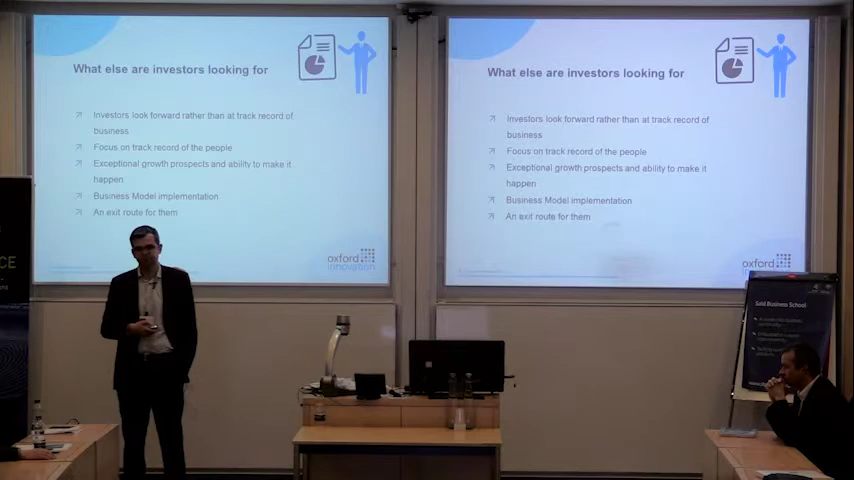 What else are investors looking for
Investors look forward rather than at track record of
business
Focus on track record of the people
Exceptional growth prospects and ability to make it
happen
Business Model implementation
An exit route for them
oxford
innovation
What else are investors looking for
Investors look forward rather than at track record of
business
Focus on track record of the people
Exceptional growth prospects and ability to make it
happen
Business Model implementation
An exit route for them
oxford
innovation
CE
Saïd Business School